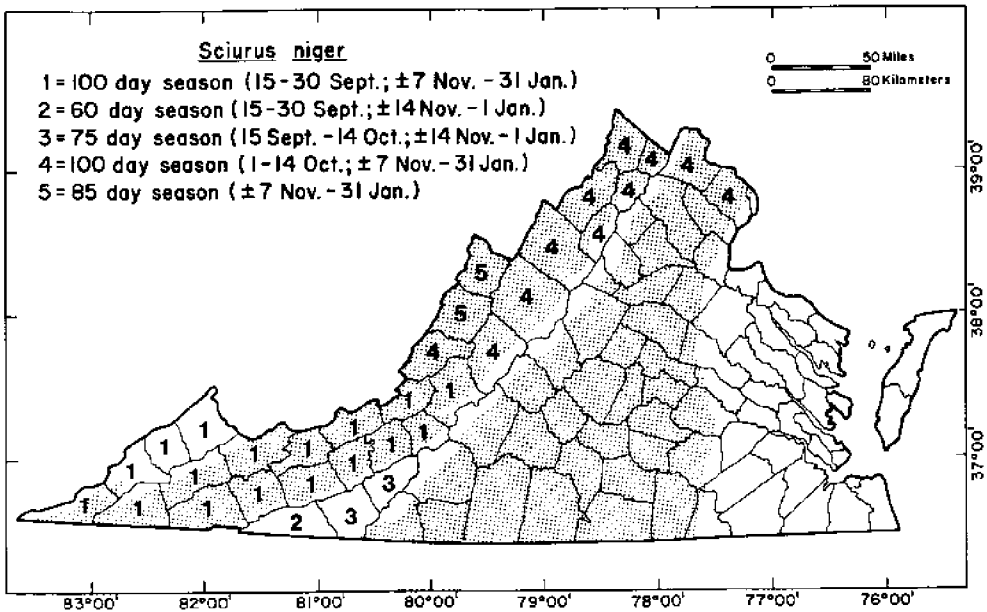 Sciurus niger
1 = 100 day season (15-30 Sept.; ±7 Nov. - 31 Jan.)
2 = 60 day season (15-30 Sept.; ±14 Nov. - 1 Jan.)
3 = 75 day season (15 Sept. - 14 Oct.; ±14 Nov. - 1 Jan.)
4 = 100 day season (1-14 Oct.; ±7 Nov. - 31 Jan.)
5 = 85 day season (±7 Nov. - 31 Jan.)
0 50 Miles
0 80 Kilometers
4 4 4
4 4 4
4 4
5 4
5
4 4
1 1
1 1 1 1 1 1
1 1 1 1 1 3
1 1 1 1 2 3
39°00'
38°00'
37°00'
83°00' 82°00' 81°00' 80°00' 79°00' 78°00' 77°00' 76°00'